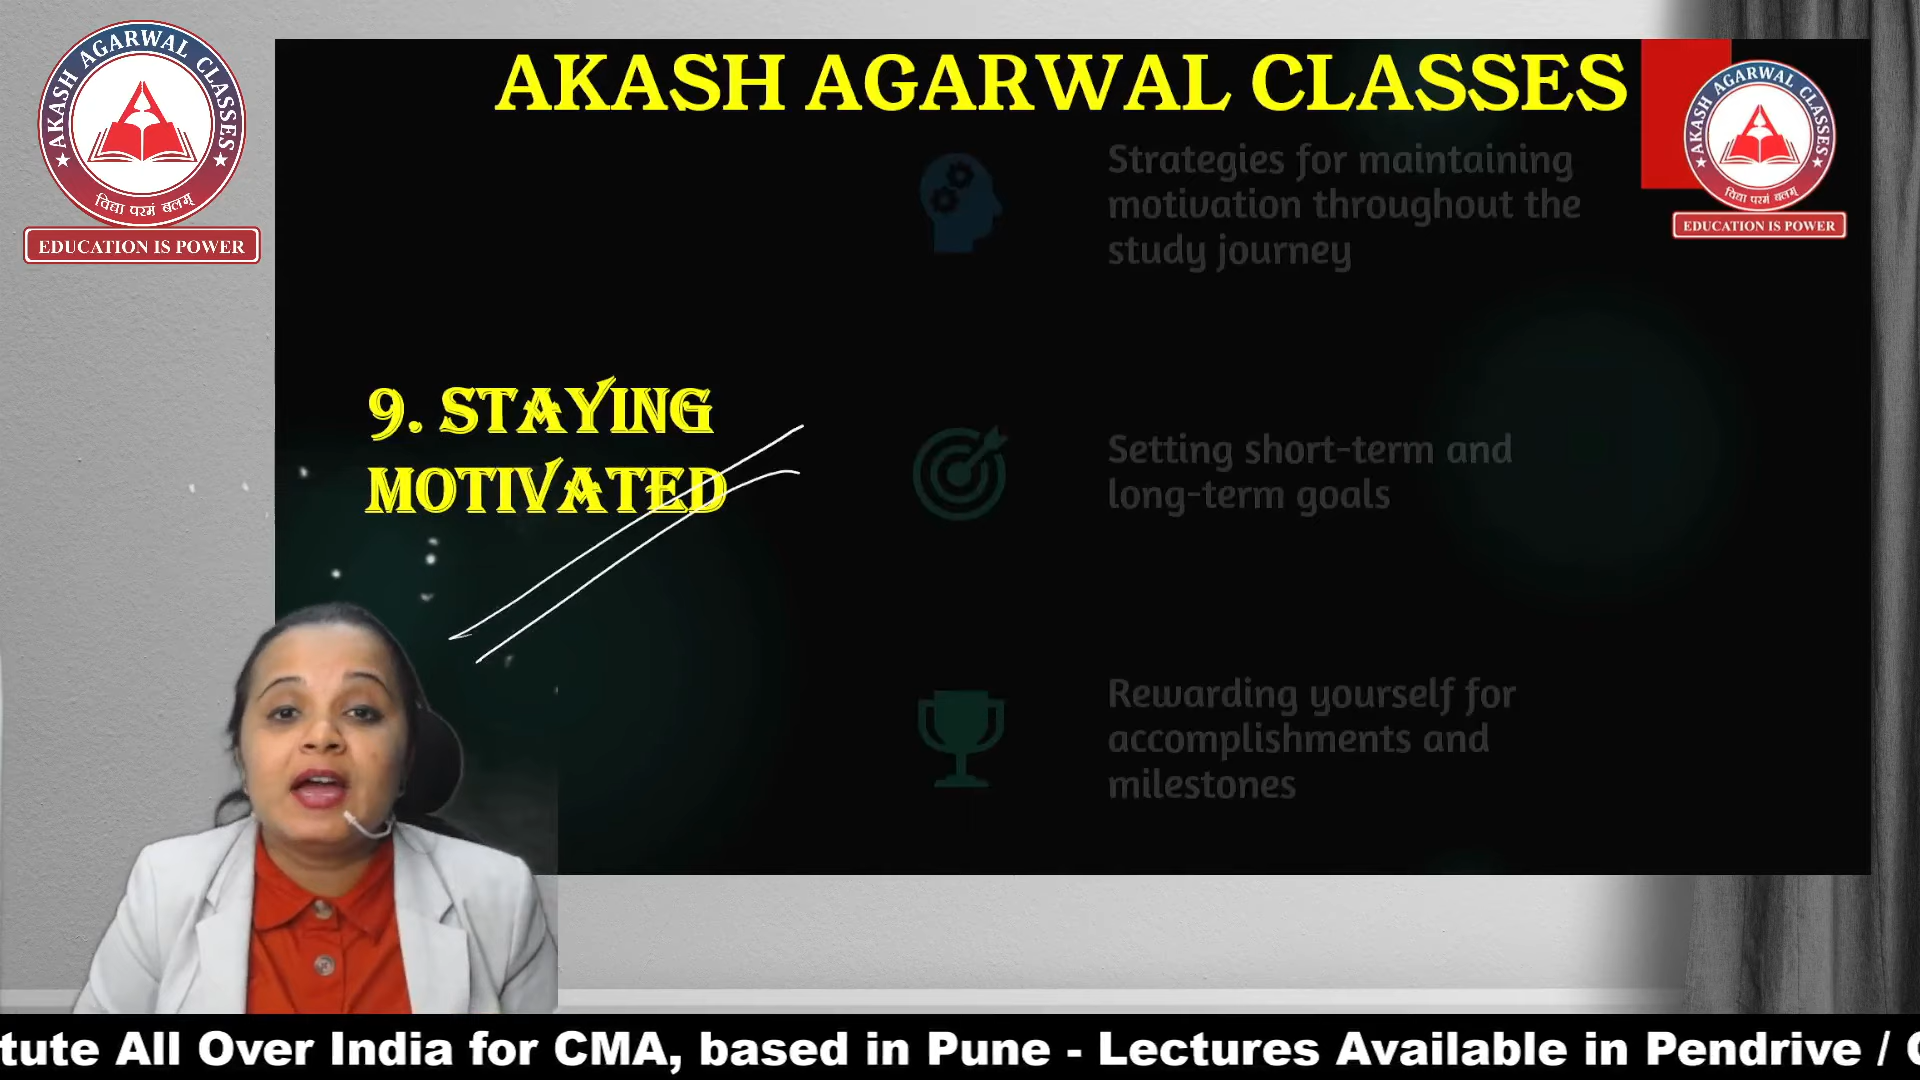 AKASH AGARWAL CLASSES
विद्या परमं बलम्
EDUCATION IS POWER
AKASH AGARWAL CLASSES
AKASH AGARWAL CLASSES
विद्या परमं बलम्
EDUCATION IS POWER
Strategies for maintaining
motivation throughout the
study journey
9. STAYING
MOTIVATED
Setting short-term and
long-term goals
Rewarding yourself for
accomplishments and
milestones
tute All Over India for CMA, based in Pune - Lectures Available in Pendrive /